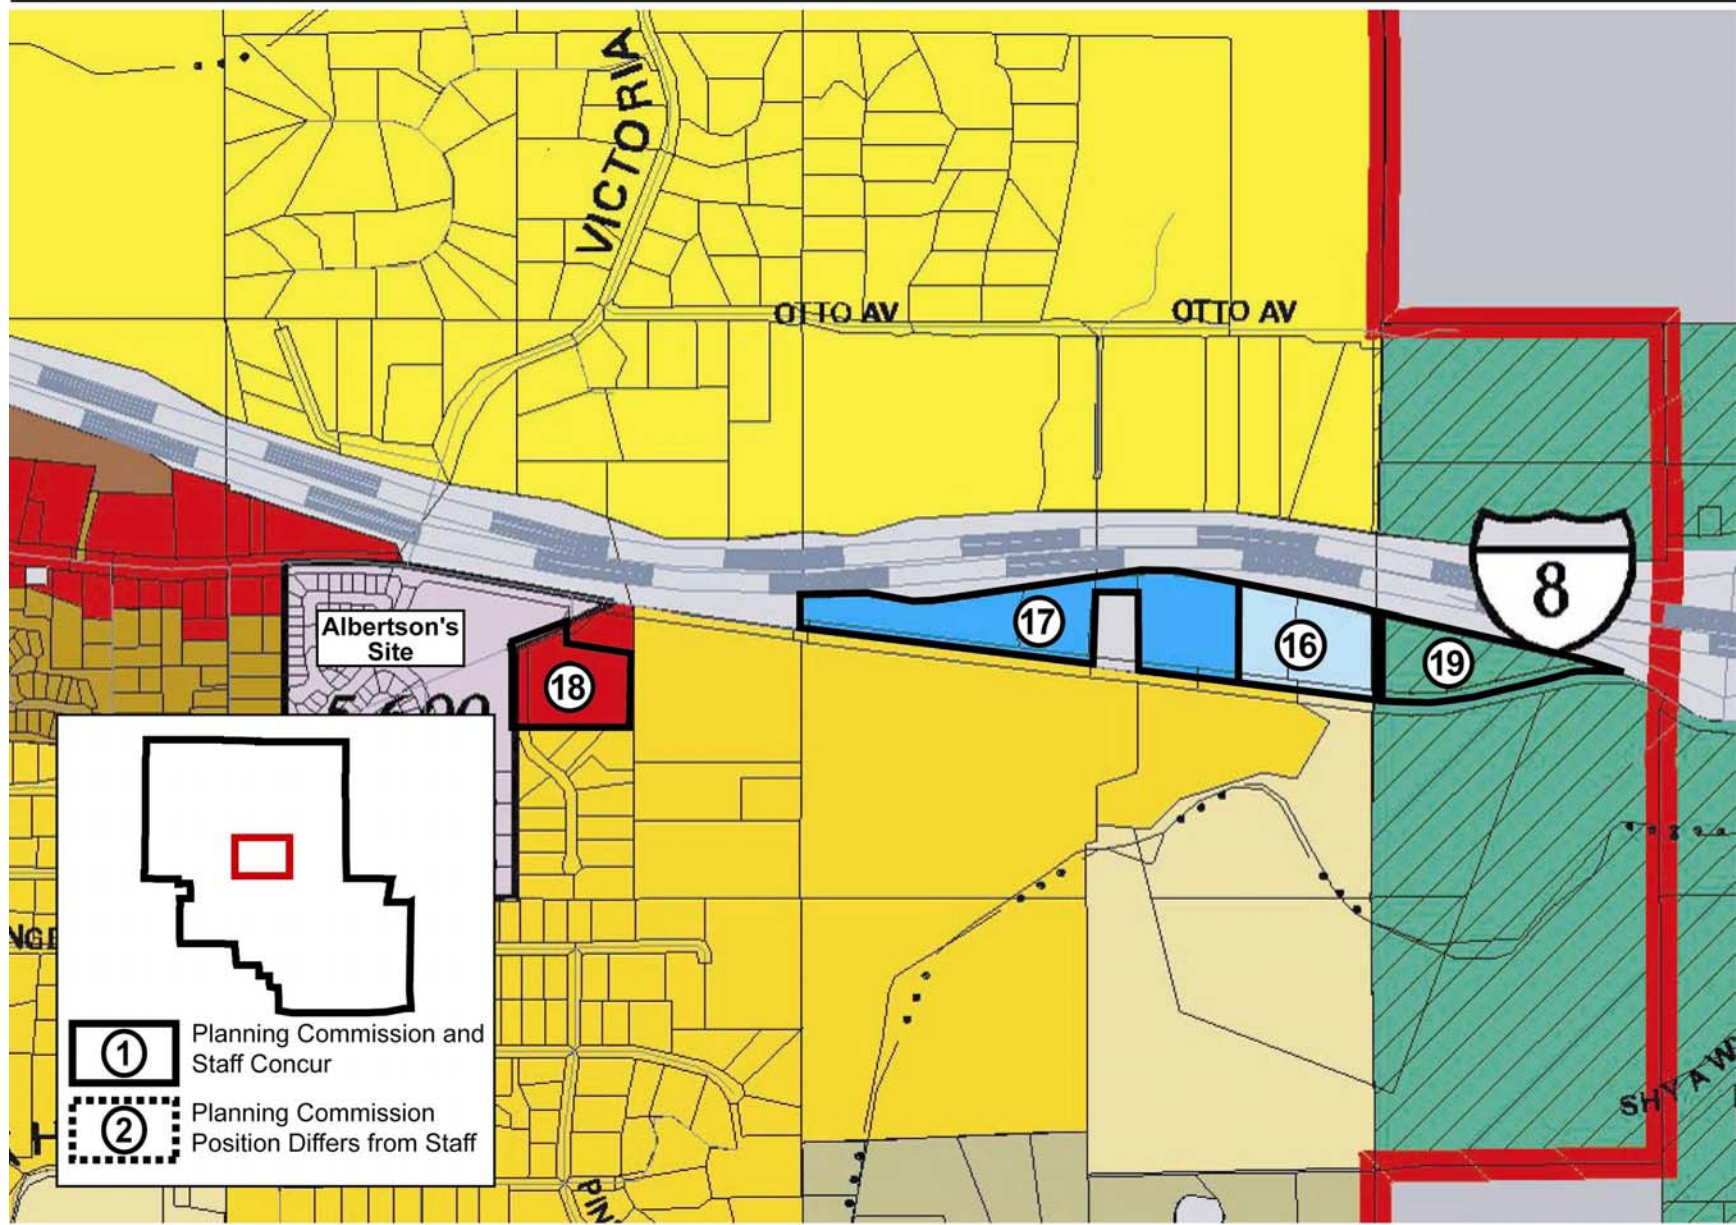 VICTORIA
OTTO AV
OTTO AV
8
Albertson's
Site
17
16
19
18
1
Planning Commission and
Staff Concur
2
Planning Commission
Position Differs from Staff